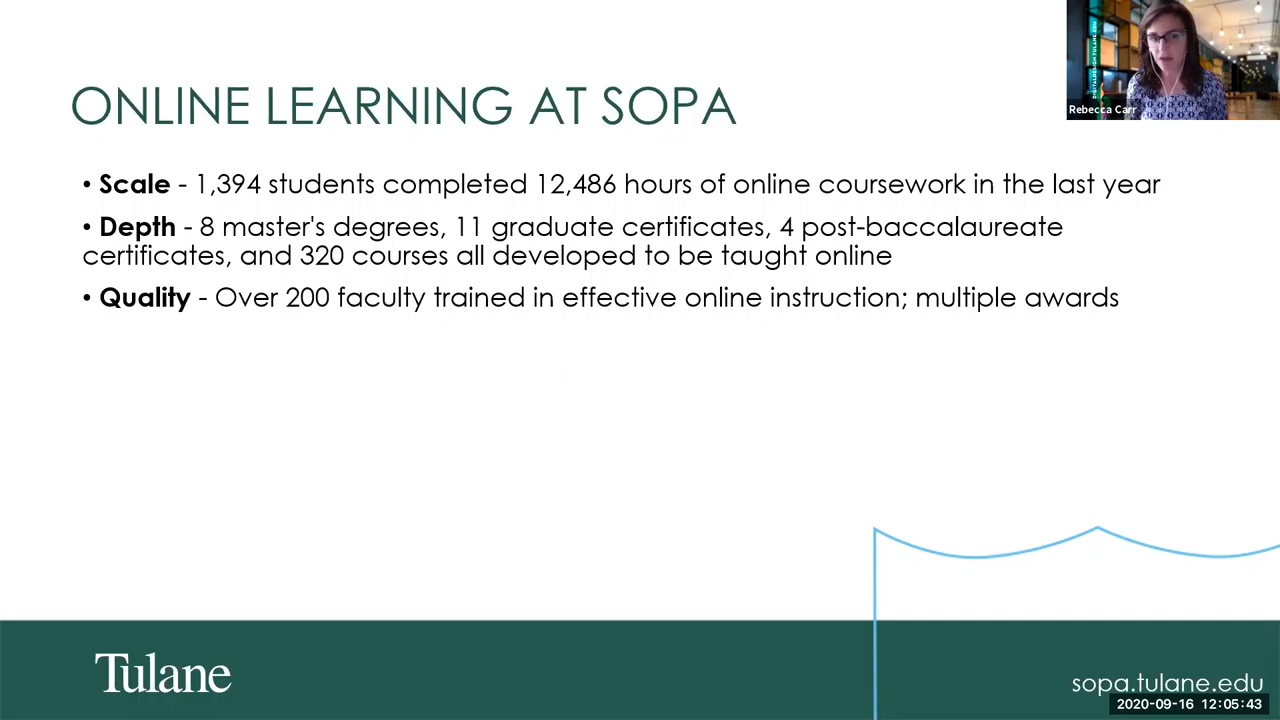 ONLINE LEARNING AT SOPA
• Scale - 1,394 students completed 12,486 hours of online coursework in the last year
• Depth - 8 master's degrees, 11 graduate certificates, 4 post-baccalaureate
certificates, and 320 courses all developed to be taught online
• Quality - Over 200 faculty trained in effective online instruction; multiple awards
DIGITALDESIGN.TULANE.EDU
Rebecca Carr
Tulane
sopa.tulane.edu
2020-09-16 12:05:43